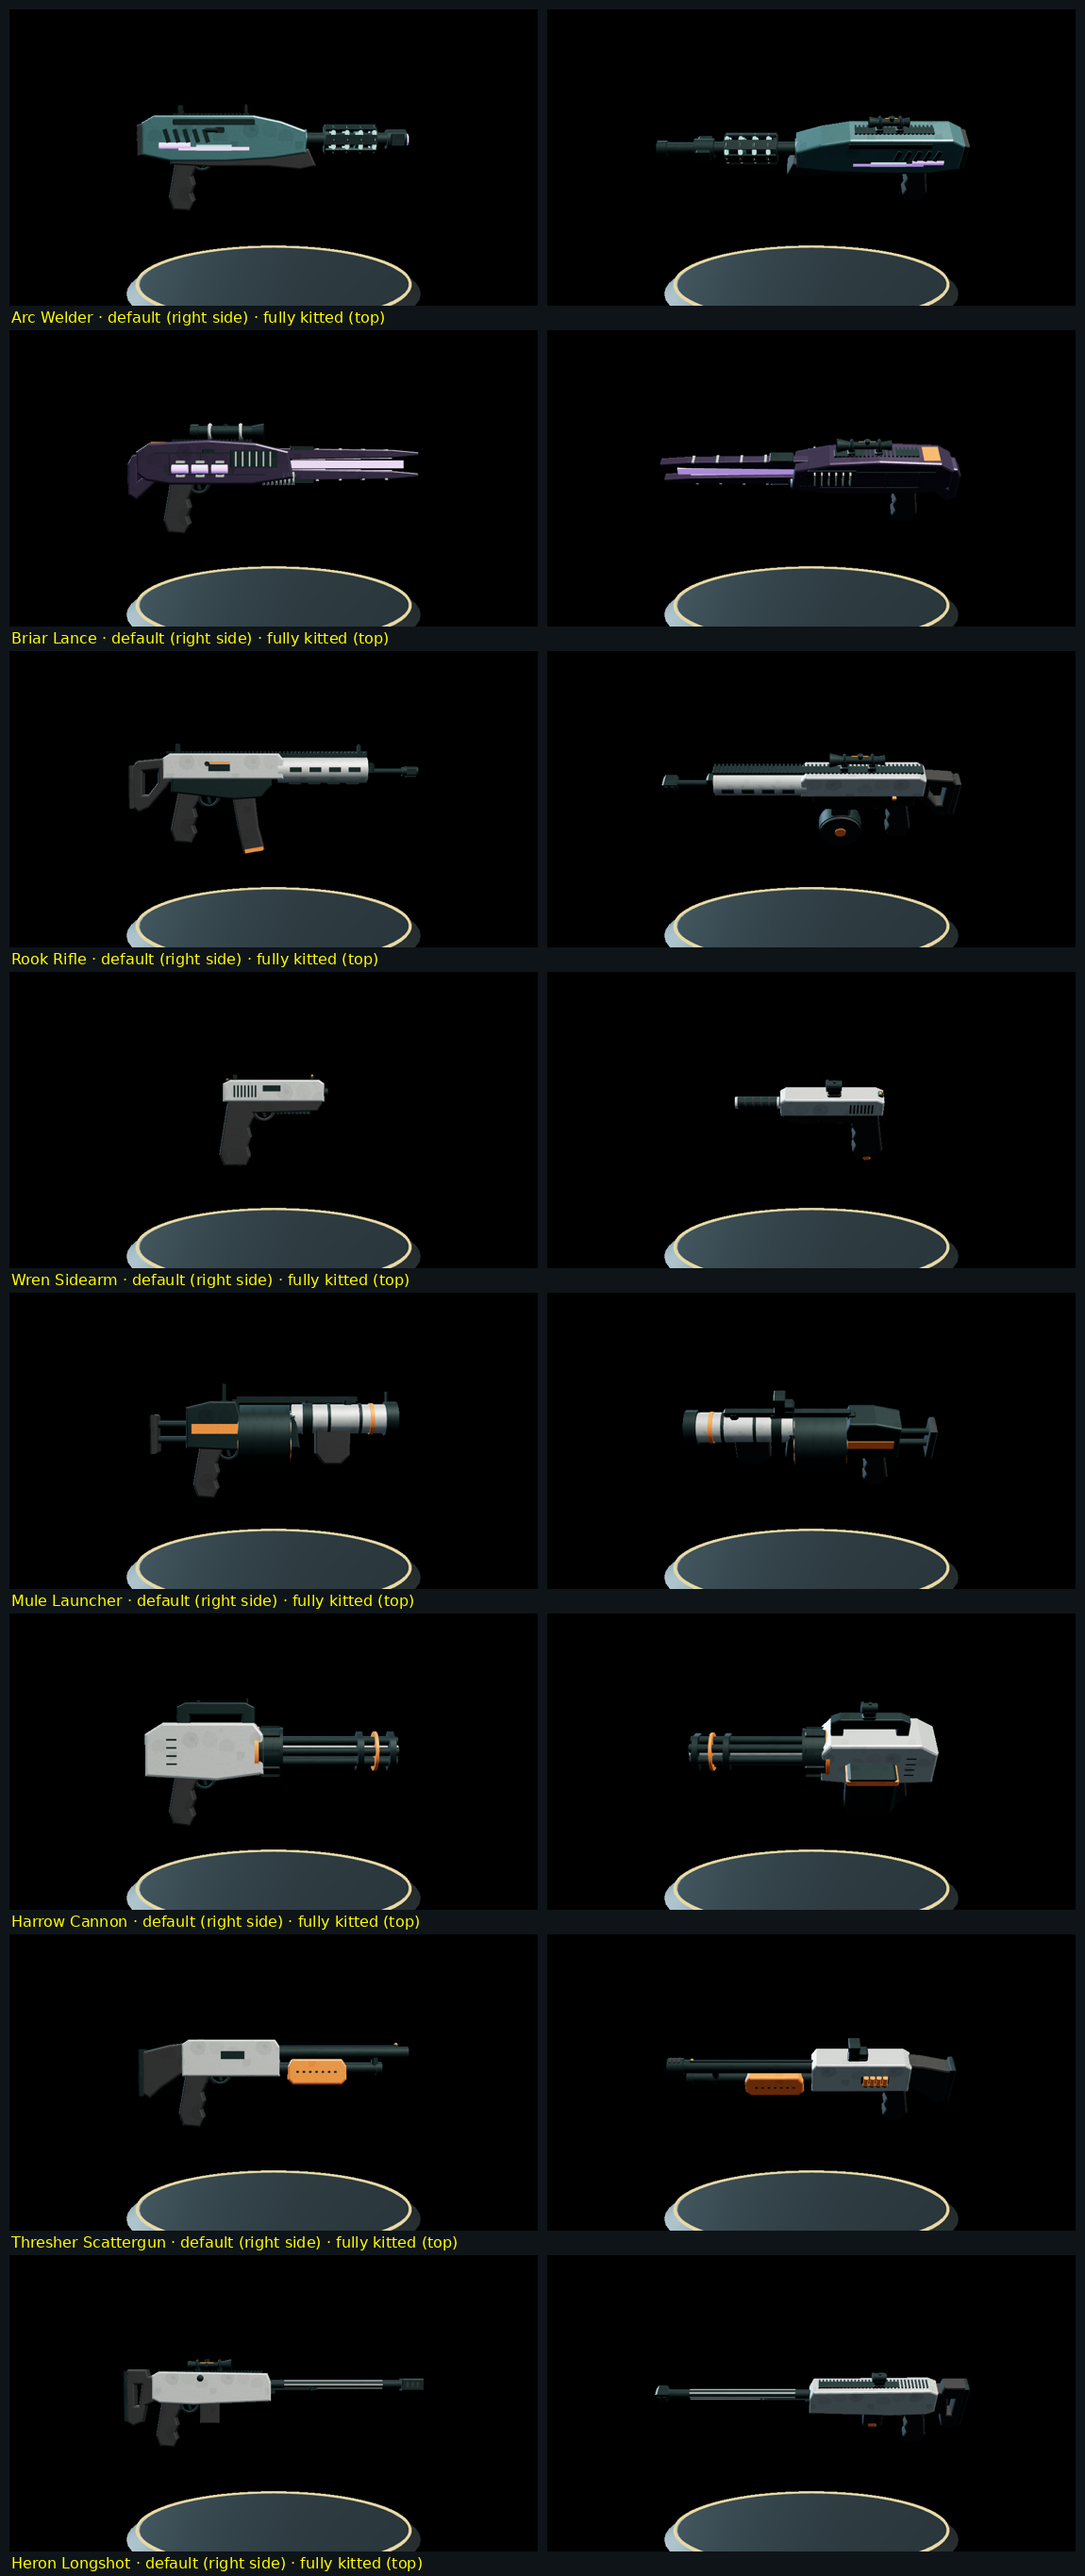 Arc Welder · default (right side) · fully kitted (top)
Briar Lance · default (right side) · fully kitted (top)
Rook Rifle · default (right side) · fully kitted (top)
Wren Sidearm · default (right side) · fully kitted (top)
Mule Launcher · default (right side) · fully kitted (top)
Harrow Cannon · default (right side) · fully kitted (top)
Thresher Scattergun · default (right side) · fully kitted (top)
Heron Longshot · default (right side) · fully kitted (top)